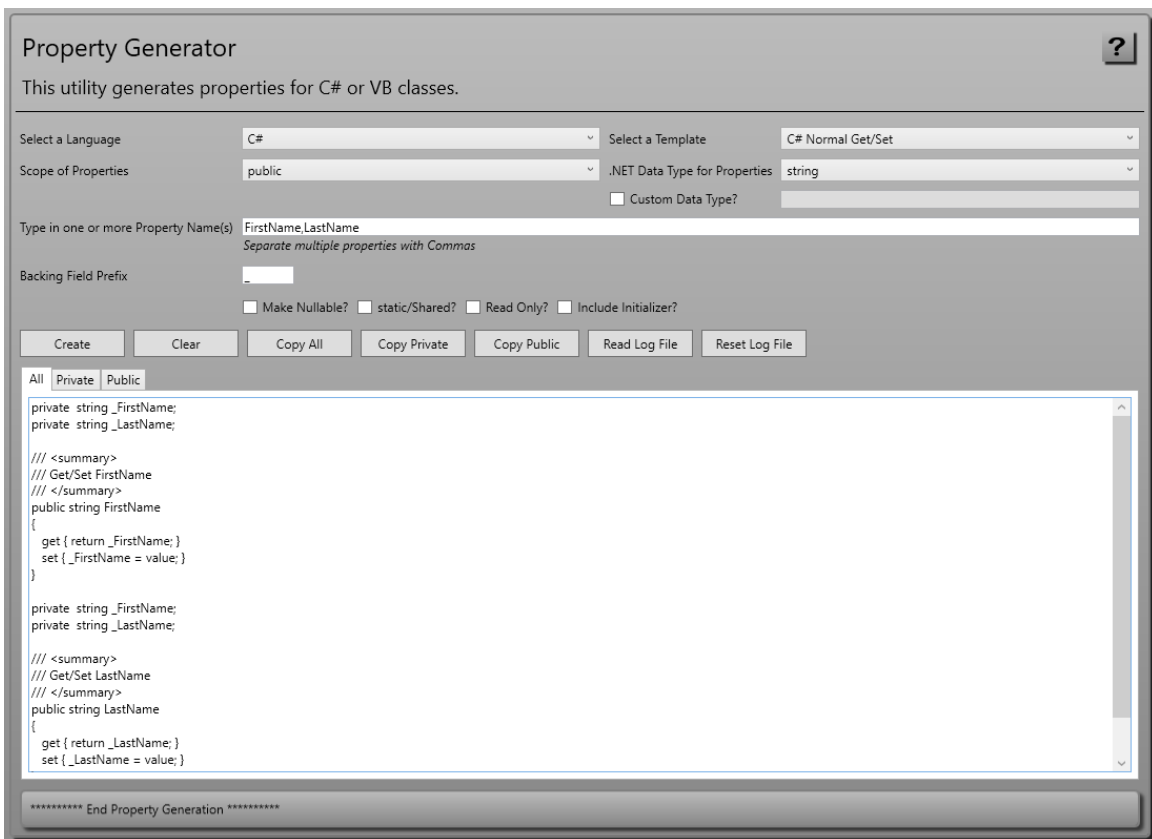 Property Generator
?
This utility generates properties for C# or VB classes.
Select a Language C# Select a Template C# Normal Get/Set
Scope of Properties public .NET Data Type for Properties string
Custom Data Type?
Type in one or more Property Name(s) FirstName,LastName
Separate multiple properties with Commas
Backing Field Prefix _
Make Nullable? static/Shared? Read Only? Include Initializer?
Create Clear Copy All Copy Private Copy Public Read Log File Reset Log File
All Private Public
private  string _FirstName;
private  string _LastName;
/// <summary>
/// Get/Set FirstName
/// </summary>
public string FirstName
{
get { return _FirstName; }
set { _FirstName = value; }
}
private  string _FirstName;
private  string _LastName;
/// <summary>
/// Get/Set LastName
/// </summary>
public string LastName
{
get { return _LastName; }
set { _LastName = value; }
********** End Property Generation **********